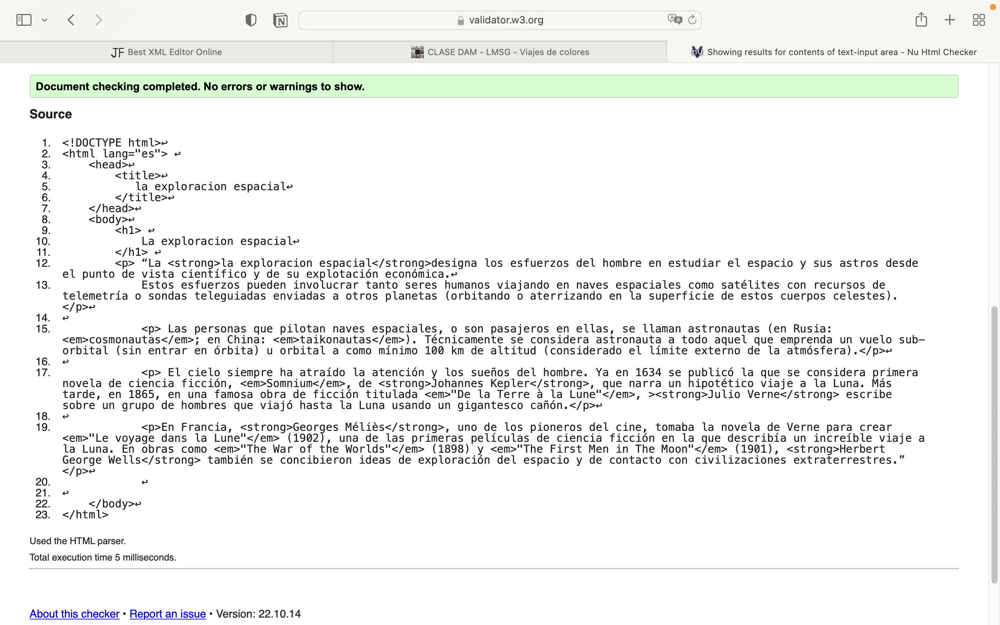 validator.w3.org
JF Best XML Editor Online
CLASE DAM - LMSG - Viajes de colores
nu Showing results for contents of text-input area - Nu Html Checker
Document checking completed. No errors or warnings to show.
Source
1. <!DOCTYPE html>↩
2. <html lang="es"> ↩
3. <head>↩
4. <title>↩
5. la exploracion espacial↩
6. </title>↩
7. </head>↩
8. <body>↩
9. <h1> ↩
10. La exploracion espacial↩
11. </h1> ↩
12. <p> “La <strong>la exploracion espacial</strong>designa los esfuerzos del hombre en estudiar el espacio y sus astros desde
el punto de vista científico y de su explotación económica.↩
13. Estos esfuerzos pueden involucrar tanto seres humanos viajando en naves espaciales como satélites con recursos de
telemetría o sondas teleguiadas enviadas a otros planetas (orbitando o aterrizando en la superficie de estos cuerpos celestes).
</p>↩
14. ↩
15. <p> Las personas que pilotan naves espaciales, o son pasajeros en ellas, se llaman astronautas (en Rusia:
<em>cosmonautas</em>; en China: <em>taikonautas</em>). Técnicamente se considera astronauta a todo aquel que emprenda un vuelo sub-
orbital (sin entrar en órbita) u orbital a como mínimo 100 km de altitud (considerado el límite externo de la atmósfera).</p>↩
16. ↩
17. <p> El cielo siempre ha atraído la atención y los sueños del hombre. Ya en 1634 se publicó la que se considera primera
novela de ciencia ficción, <em>Somnium</em>, de <strong>Johannes Kepler</strong>, que narra un hipotético viaje a la Luna. Más
tarde, en 1865, en una famosa obra de ficción titulada <em>"De la Terre à la Lune"</em>, ><strong>Julio Verne</strong> escribe
sobre un grupo de hombres que viajó hasta la Luna usando un gigantesco cañón.</p>↩
18. ↩
19. <p>En Francia, <strong>Georges Méliès</strong>, uno de los pioneros del cine, tomaba la novela de Verne para crear
<em>"Le voyage dans la Lune"</em> (1902), una de las primeras películas de ciencia ficción en la que describía un increíble viaje a
la Luna. En obras como <em>"The War of the Worlds"</em> (1898) y <em>"The First Men in The Moon"</em> (1901), <strong>Herbert
George Wells</strong> también se concibieron ideas de exploración del espacio y de contacto con civilizaciones extraterrestres.”
</p>↩
20. ↩
21. ↩
22. </body>↩
23. </html>
Used the HTML parser.
Total execution time 5 milliseconds.
About this checker • Report an issue • Version: 22.10.14